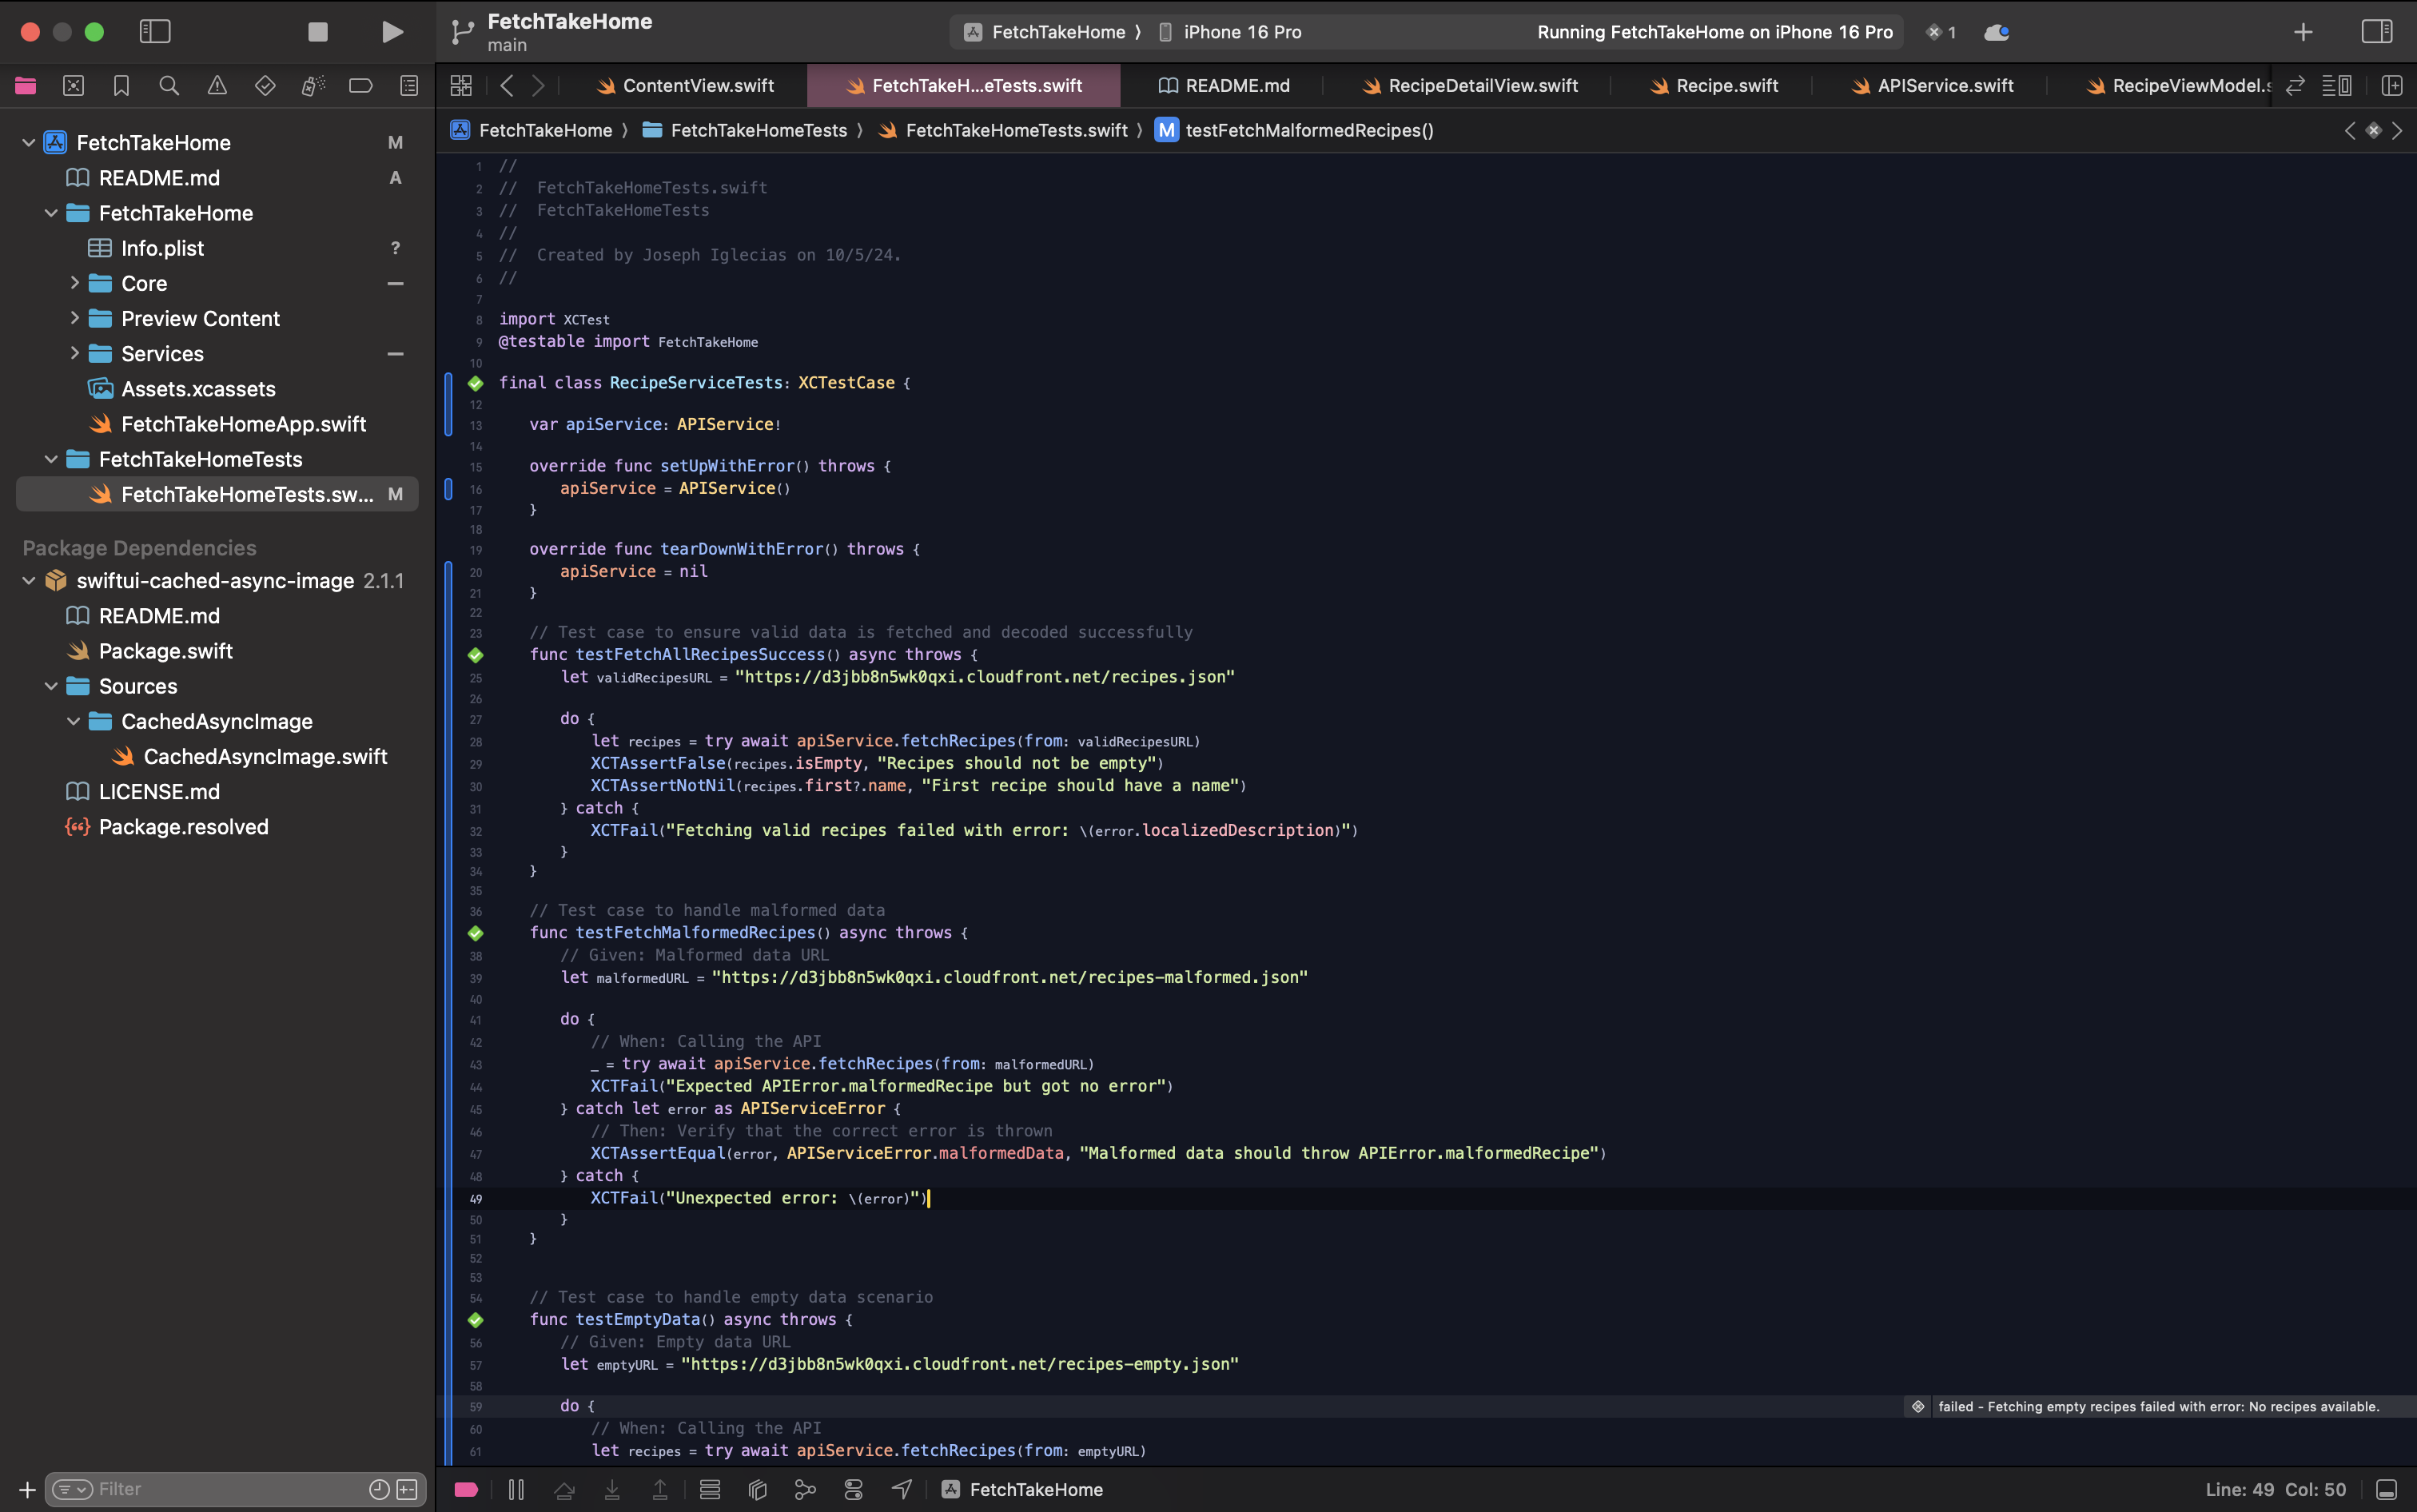 FetchTakeHome
main
FetchTakeHome 〉 iPhone 16 Pro
Running FetchTakeHome on iPhone 16 Pro
1
ContentView.swift
FetchTakeH...eTests.swift
README.md
RecipeDetailView.swift
Recipe.swift
APIService.swift
RecipeViewModel.s
FetchTakeHome 〉 FetchTakeHomeTests 〉 FetchTakeHomeTests.swift 〉 M testFetchMalformedRecipes()
FetchTakeHome M
README.md A
FetchTakeHome
Info.plist ?
Core
Preview Content
Services
Assets.xcassets
FetchTakeHomeApp.swift
FetchTakeHomeTests
FetchTakeHomeTests.sw... M
Package Dependencies
swiftui-cached-async-image 2.1.1
README.md
Package.swift
Sources
CachedAsyncImage
CachedAsyncImage.swift
LICENSE.md
Package.resolved
Filter
1 //
2 //  FetchTakeHomeTests.swift
3 //  FetchTakeHomeTests
4 //
5 //  Created by Joseph Iglecias on 10/5/24.
6 //
7
8 import XCTest
9 @testable import FetchTakeHome
10
final class RecipeServiceTests: XCTestCase {
12
13     var apiService: APIService!
14
15     override func setUpWithError() throws {
16         apiService = APIService()
17     }
18
19     override func tearDownWithError() throws {
20         apiService = nil
21     }
22
23     // Test case to ensure valid data is fetched and decoded successfully
func testFetchAllRecipesSuccess() async throws {
25         let validRecipesURL = "https://d3jbb8n5wk0qxi.cloudfront.net/recipes.json"
26
27         do {
28             let recipes = try await apiService.fetchRecipes(from: validRecipesURL)
29             XCTAssertFalse(recipes.isEmpty, "Recipes should not be empty")
30             XCTAssertNotNil(recipes.first?.name, "First recipe should have a name")
31         } catch {
32             XCTFail("Fetching valid recipes failed with error: \(error.localizedDescription)")
33         }
34     }
35
36     // Test case to handle malformed data
func testFetchMalformedRecipes() async throws {
38         // Given: Malformed data URL
39         let malformedURL = "https://d3jbb8n5wk0qxi.cloudfront.net/recipes-malformed.json"
40
41         do {
42             // When: Calling the API
43             _ = try await apiService.fetchRecipes(from: malformedURL)
44             XCTFail("Expected APIError.malformedRecipe but got no error")
45         } catch let error as APIServiceError {
46             // Then: Verify that the correct error is thrown
47             XCTAssertEqual(error, APIServiceError.malformedData, "Malformed data should throw APIError.malformedRecipe")
48         } catch {
49             XCTFail("Unexpected error: \(error)")
50         }
51     }
52
53
54     // Test case to handle empty data scenario
func testEmptyData() async throws {
56         // Given: Empty data URL
57         let emptyURL = "https://d3jbb8n5wk0qxi.cloudfront.net/recipes-empty.json"
58
59         do {
failed - Fetching empty recipes failed with error: No recipes available.
60             // When: Calling the API
61             let recipes = try await apiService.fetchRecipes(from: emptyURL)
FetchTakeHome
Line: 49 Col: 50